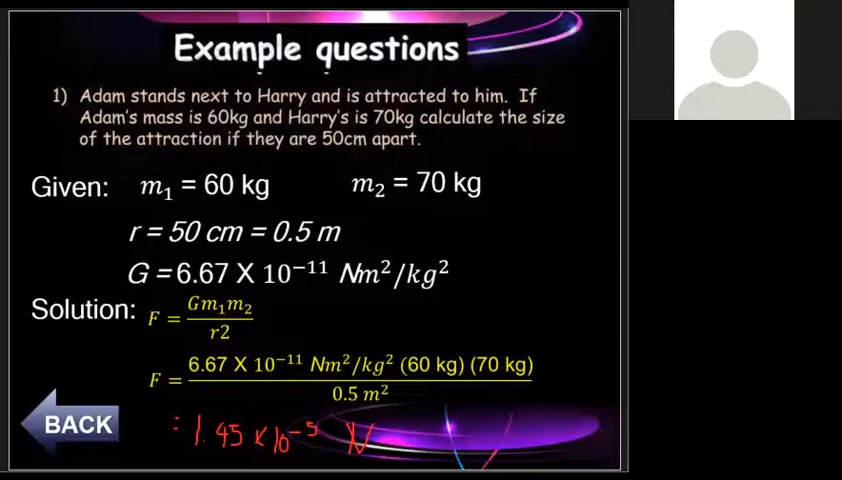 Example questions
1) Adam stands next to Harry and is attracted to him. If
Adam's mass is 60kg and Harry's is 70kg calculate the size
of the attraction if they are 50cm apart.
Given: m₁ = 60 kg m₂ = 70 kg
r = 50 cm = 0.5 m
G = 6.67 X 10⁻¹¹ Nm²/kg²
Solution: F = Gm₁m₂ / r2
F = 6.67 X 10⁻¹¹ Nm²/kg² (60 kg) (70 kg) / 0.5 m²
= 1.45 x 10⁻⁵ N
BACK